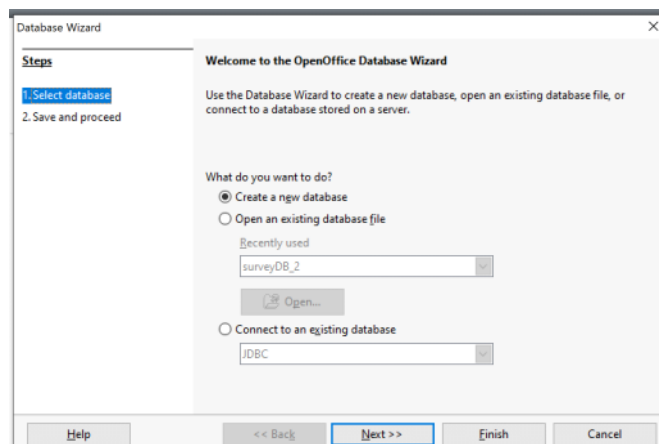 Database Wizard
Steps
1. Select database
2. Save and proceed
Welcome to the OpenOffice Database Wizard
Use the Database Wizard to create a new database, open an existing database file, or
connect to a database stored on a server.
What do you want to do?
Create a new database
Open an existing database file
Recently used
surveyDB_2
Open...
Connect to an existing database
JDBC
Help
<< Back
Next >>
Finish
Cancel